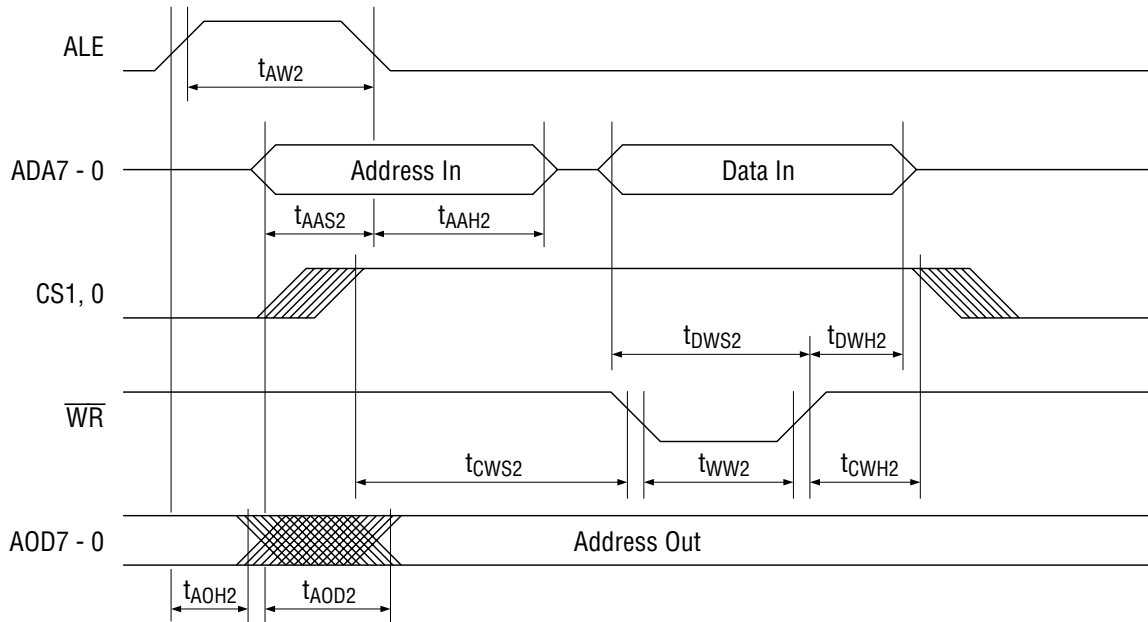 ALE
tAW2
ADA7 - 0
Address In
Data In
tAAS2
tAAH2
CS1, 0
tDWS2
tDWH2
WR
tCWS2
tWW2
tCWH2
AOD7 - 0
Address Out
tAOH2
tAOD2